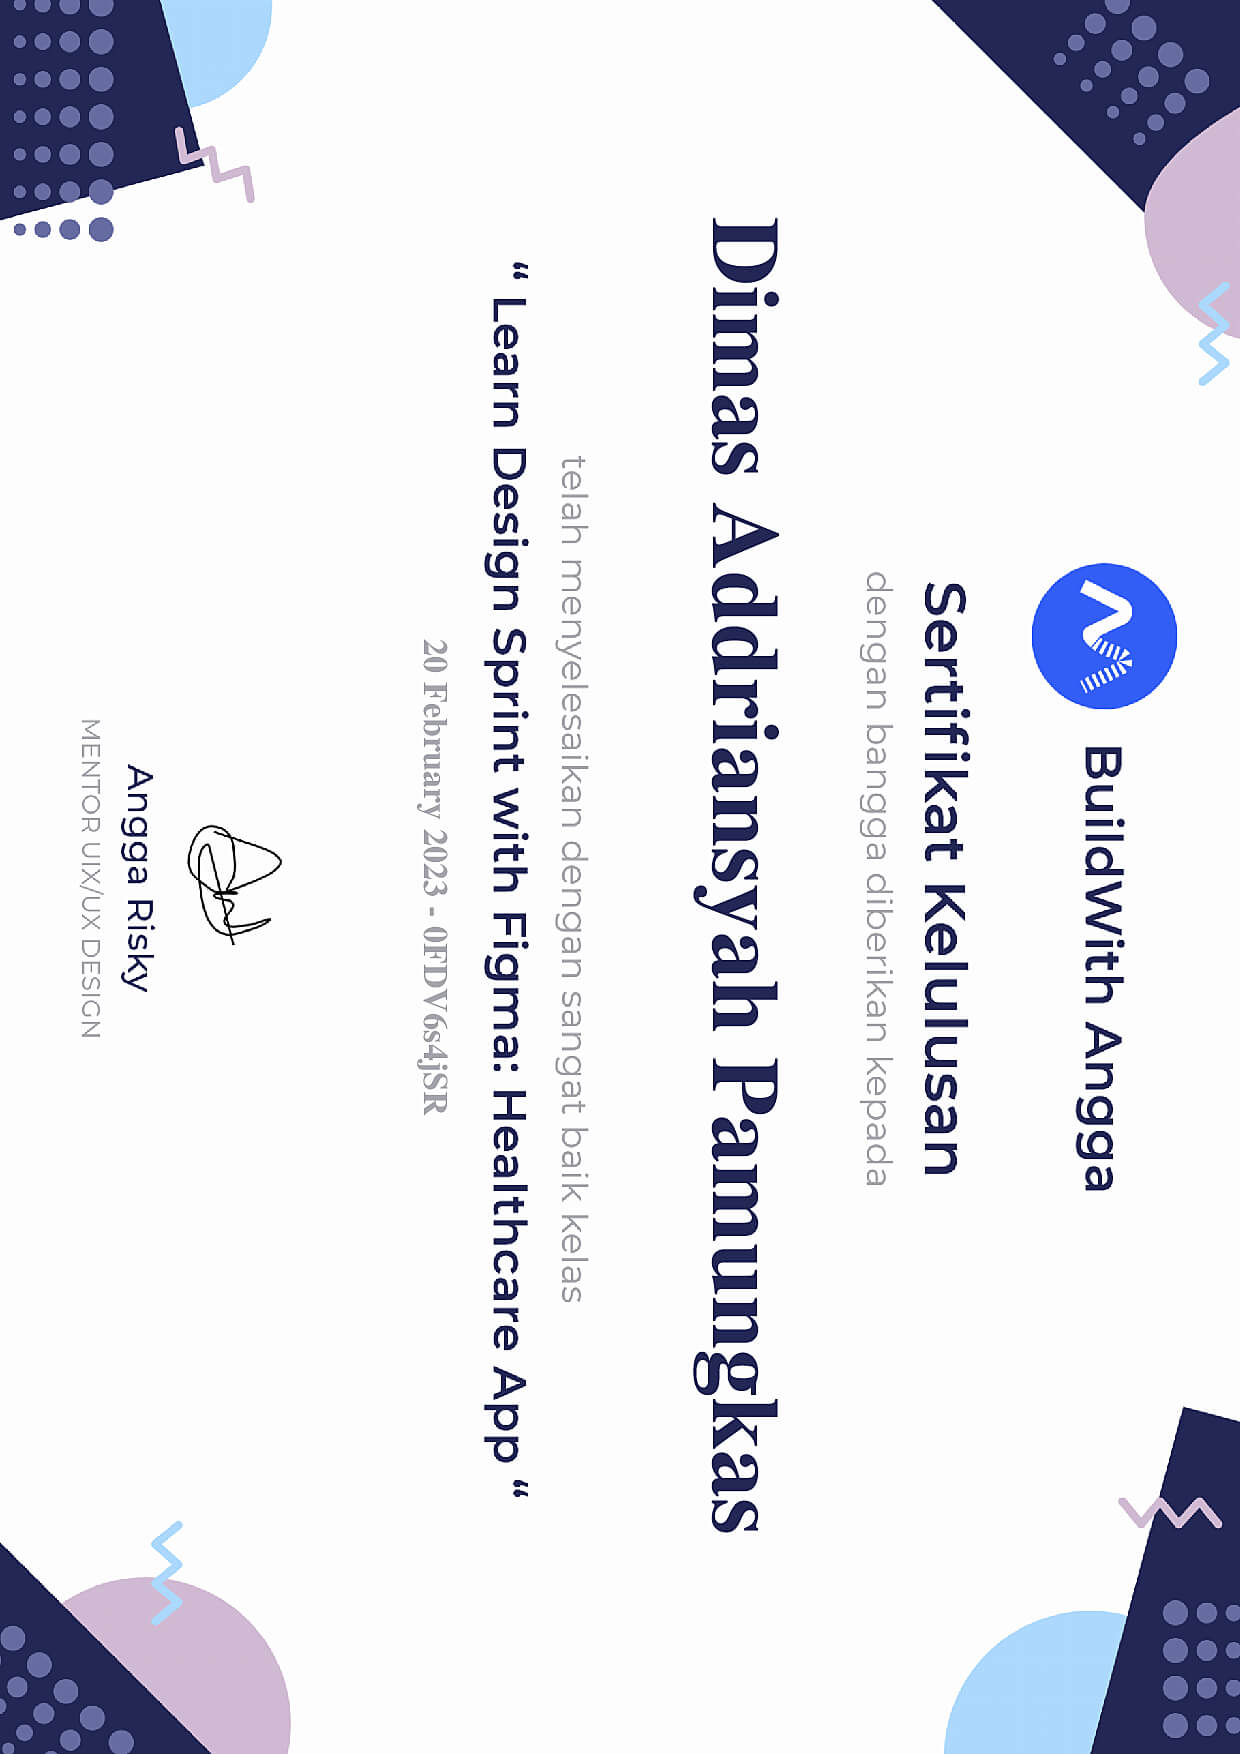 BuildWith Angga
Sertifikat Kelulusan
dengan bangga diberikan kepada
Dimas Addriansyah Pamungkas
telah menyelesaikan dengan sangat baik kelas
“ Learn Design Sprint with Figma: Healthcare App “
20 February 2023 - 0FDV6s4jSR
Angga Risky
MENTOR UIX/UX DESIGN